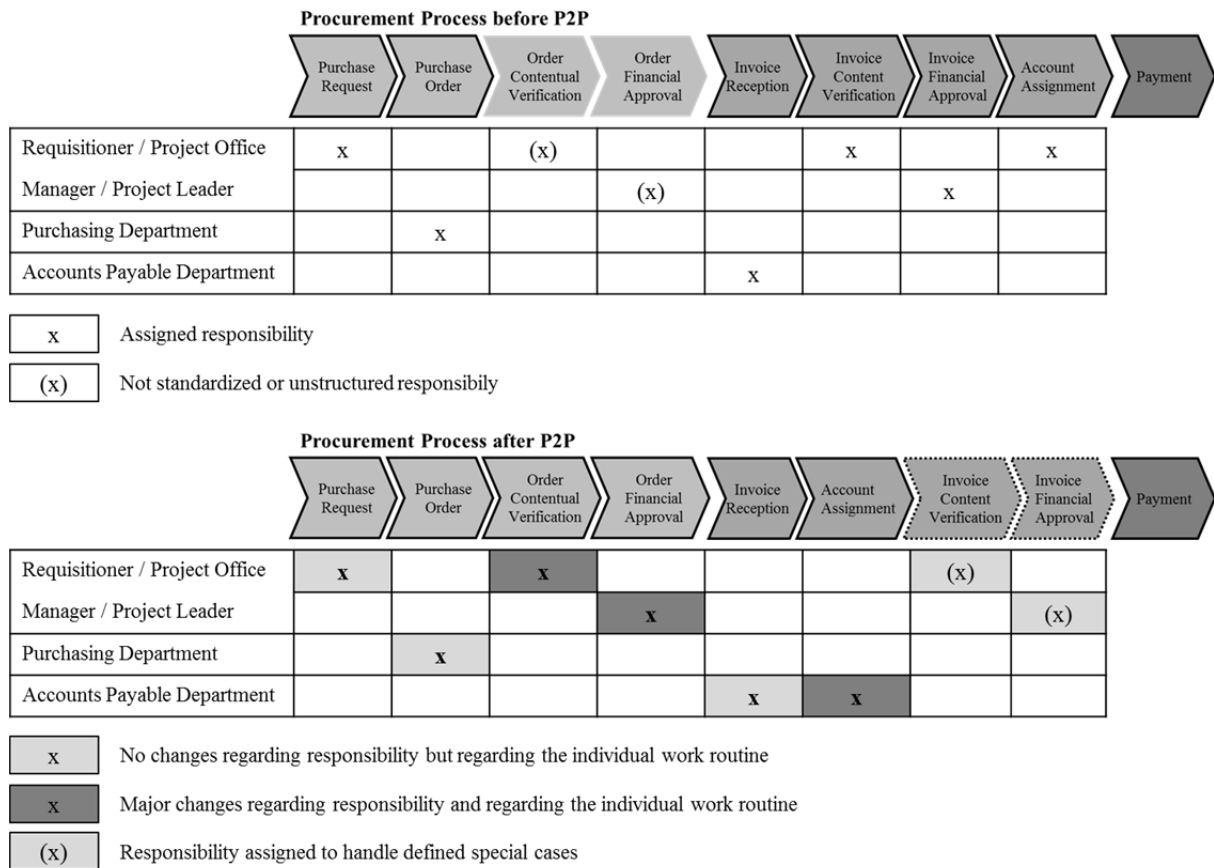 Procurement Process before P2P
Purchase Request
Purchase Order
Order Contentual Verification
Order Financial Approval
Invoice Reception
Invoice Content Verification
Invoice Financial Approval
Account Assignment
Payment
Requisitioner / Project Office x (x) x x
Manager / Project Leader (x) x
Purchasing Department x
Accounts Payable Department x
x Assigned responsibility
(x) Not standardized or unstructured responsibily
Procurement Process after P2P
Purchase Request
Purchase Order
Order Contentual Verification
Order Financial Approval
Invoice Reception
Account Assignment
Invoice Content Verification
Invoice Financial Approval
Payment
Requisitioner / Project Office x x (x)
Manager / Project Leader x (x)
Purchasing Department x
Accounts Payable Department x x
x No changes regarding responsibility but regarding the individual work routine
x Major changes regarding responsibility and regarding the individual work routine
(x) Responsibility assigned to handle defined special cases